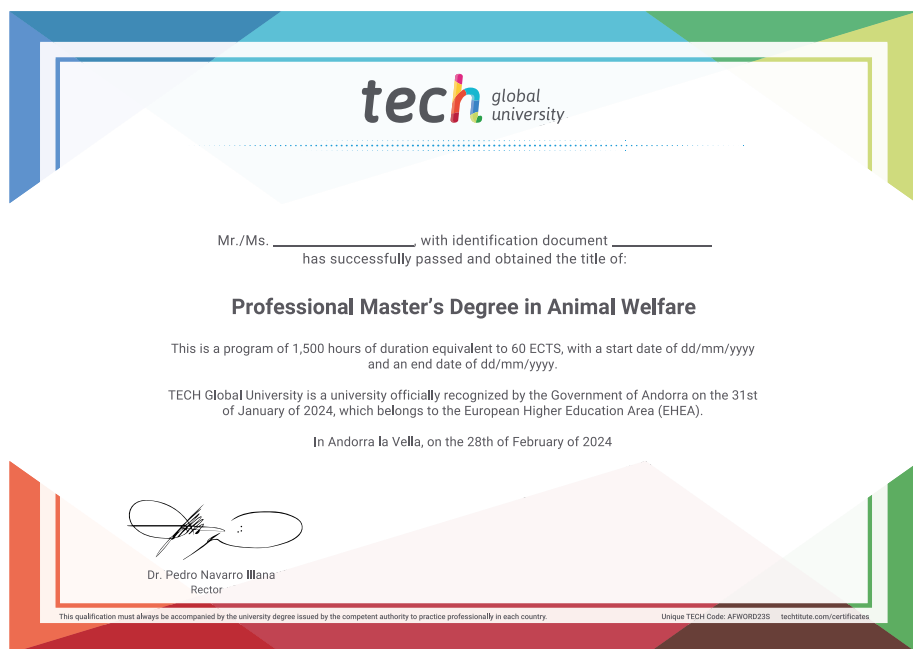 tech global university
Mr./Ms. ____________, with identification document ____________
has successfully passed and obtained the title of:
Professional Master's Degree in Animal Welfare
This is a program of 1,500 hours of duration equivalent to 60 ECTS, with a start date of dd/mm/yyyy
and an end date of dd/mm/yyyy.
TECH Global University is a university officially recognized by the Government of Andorra on the 31st
of January of 2024, which belongs to the European Higher Education Area (EHEA).
In Andorra la Vella, on the 28th of February of 2024
Dr. Pedro Navarro Illana
Rector
This qualification must always be accompanied by the university degree issued by the competent authority to practice professionally in each country.
Unique TECH Code: AFWORD23S techtitute.com/certificates